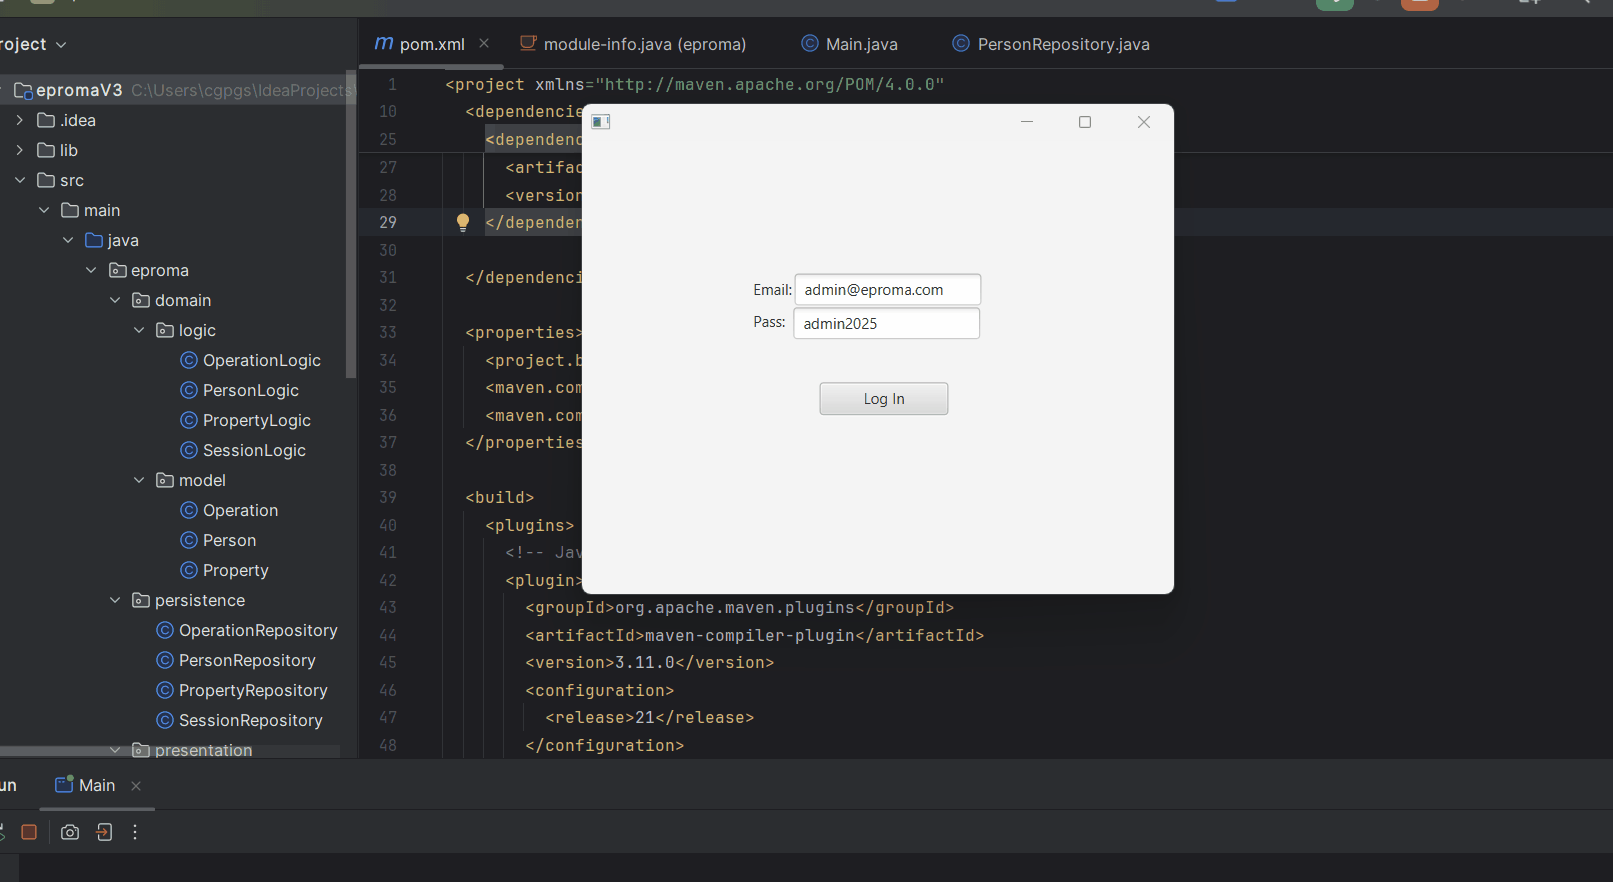 roject
pom.xml
module-info.java (eproma)
Main.java
PersonRepository.java
epromaV3 C:\Users\cgpgs\IdeaProjects\
.idea
lib
src
main
java
eproma
domain
logic
OperationLogic
PersonLogic
PropertyLogic
SessionLogic
model
Operation
Person
Property
persistence
OperationRepository
PersonRepository
PropertyRepository
SessionRepository
presentation
1 <project xmlns="http://maven.apache.org/POM/4.0.0"
10 <dependencie
25 <dependenc
27 <artifac
28 <version
29 </depender
30
31 </dependenci
32
33 <properties>
34 <project.b
35 <maven.com
36 <maven.com
37 </properties
38
39 <build>
40 <plugins>
41 <!-- Jav
42 <plugin>
43 <groupId>org.apache.maven.plugins</groupId>
44 <artifactId>maven-compiler-plugin</artifactId>
45 <version>3.11.0</version>
46 <configuration>
47 <release>21</release>
48 </configuration>
Email: admin@eproma.com
Pass: admin2025
Log In
un
Main